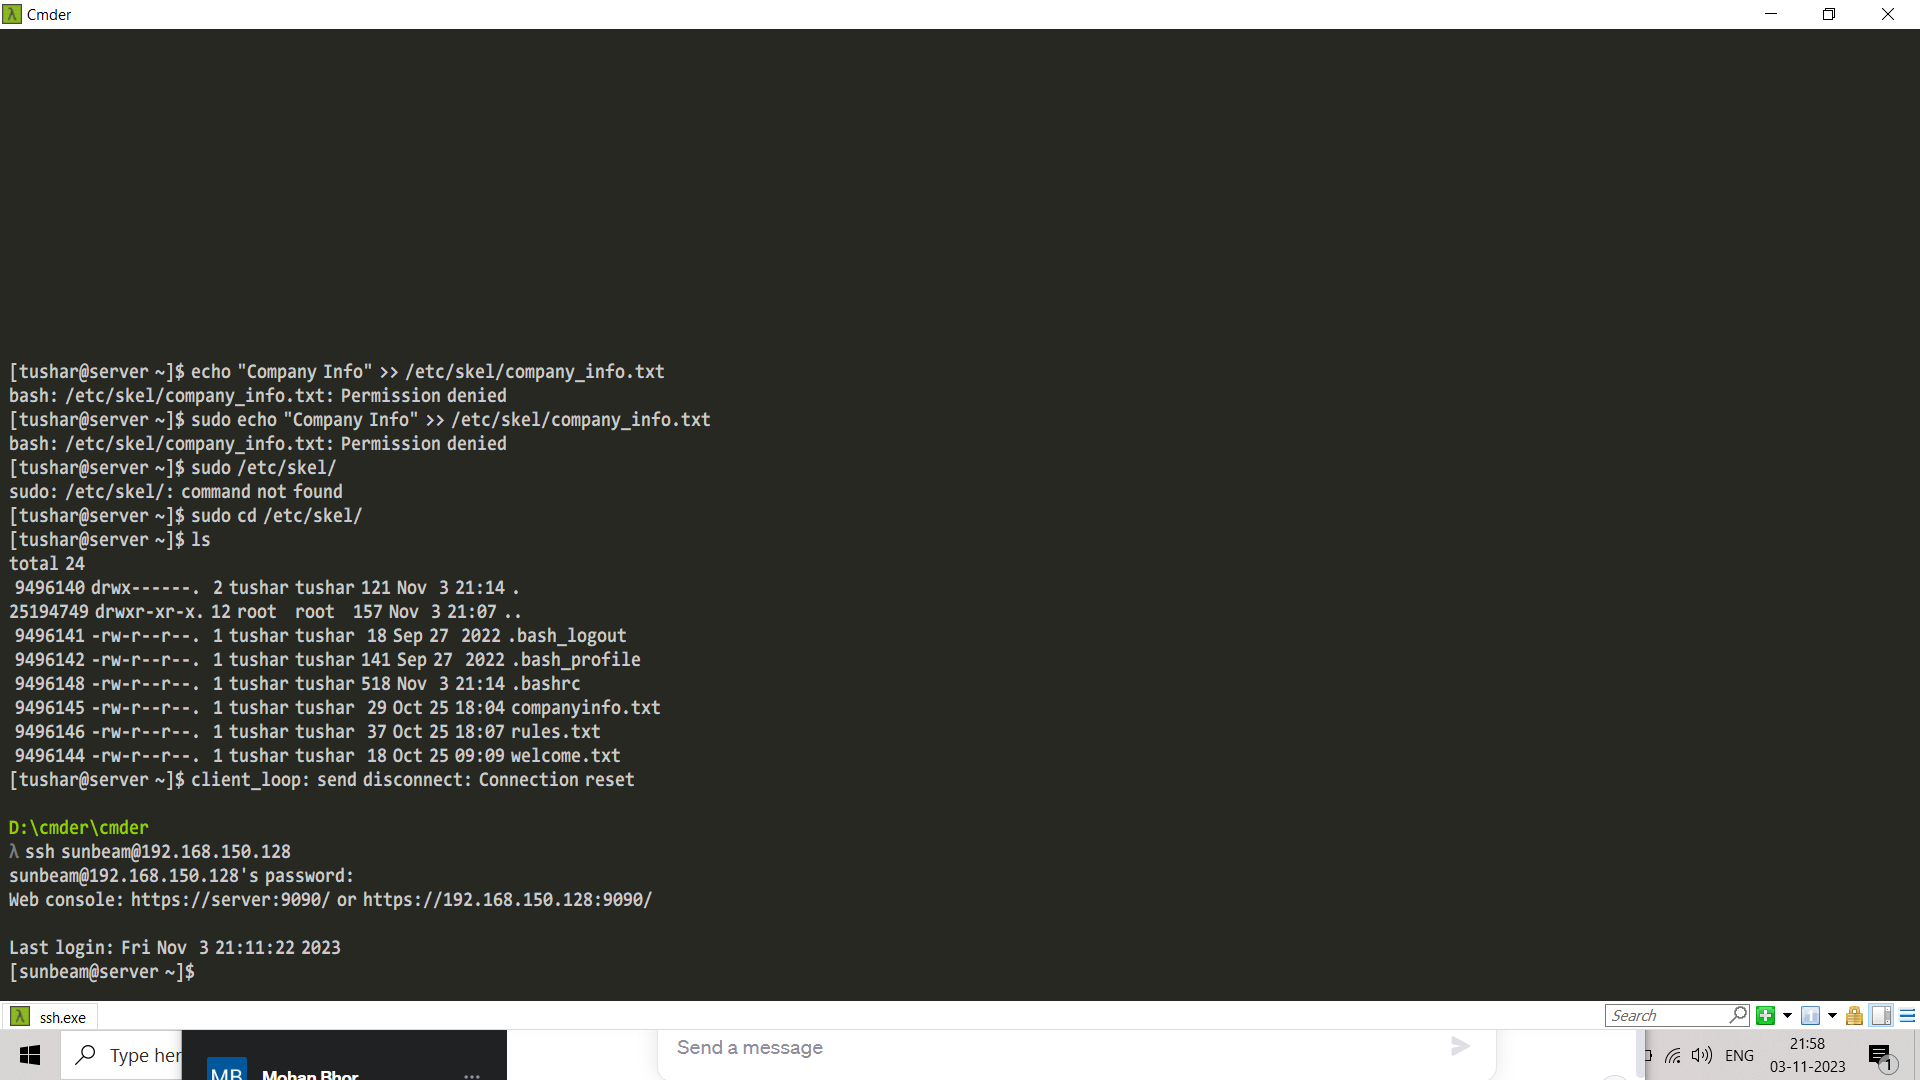 Cmder
[tushar@server ~]$ echo "Company Info" >> /etc/skel/company_info.txt
bash: /etc/skel/company_info.txt: Permission denied
[tushar@server ~]$ sudo echo "Company Info" >> /etc/skel/company_info.txt
bash: /etc/skel/company_info.txt: Permission denied
[tushar@server ~]$ sudo /etc/skel/
sudo: /etc/skel/: command not found
[tushar@server ~]$ sudo cd /etc/skel/
[tushar@server ~]$ ls
total 24
 9496140 drwx------.  2 tushar tushar 121 Nov  3 21:14 .
25194749 drwxr-xr-x. 12 root   root   157 Nov  3 21:07 ..
 9496141 -rw-r--r--.  1 tushar tushar  18 Sep 27  2022 .bash_logout
 9496142 -rw-r--r--.  1 tushar tushar 141 Sep 27  2022 .bash_profile
 9496148 -rw-r--r--.  1 tushar tushar 518 Nov  3 21:14 .bashrc
 9496145 -rw-r--r--.  1 tushar tushar  29 Oct 25 18:04 companyinfo.txt
 9496146 -rw-r--r--.  1 tushar tushar  37 Oct 25 18:07 rules.txt
 9496144 -rw-r--r--.  1 tushar tushar  18 Oct 25 09:09 welcome.txt
[tushar@server ~]$ client_loop: send disconnect: Connection reset
D:\cmder\cmder
λ ssh sunbeam@192.168.150.128
sunbeam@192.168.150.128's password:
Web console: https://server:9090/ or https://192.168.150.128:9090/
Last login: Fri Nov  3 21:11:22 2023
[sunbeam@server ~]$
ssh.exe
Search
Type her
MB Mohan Bhor
Send a message
ENG
21:58
03-11-2023
1